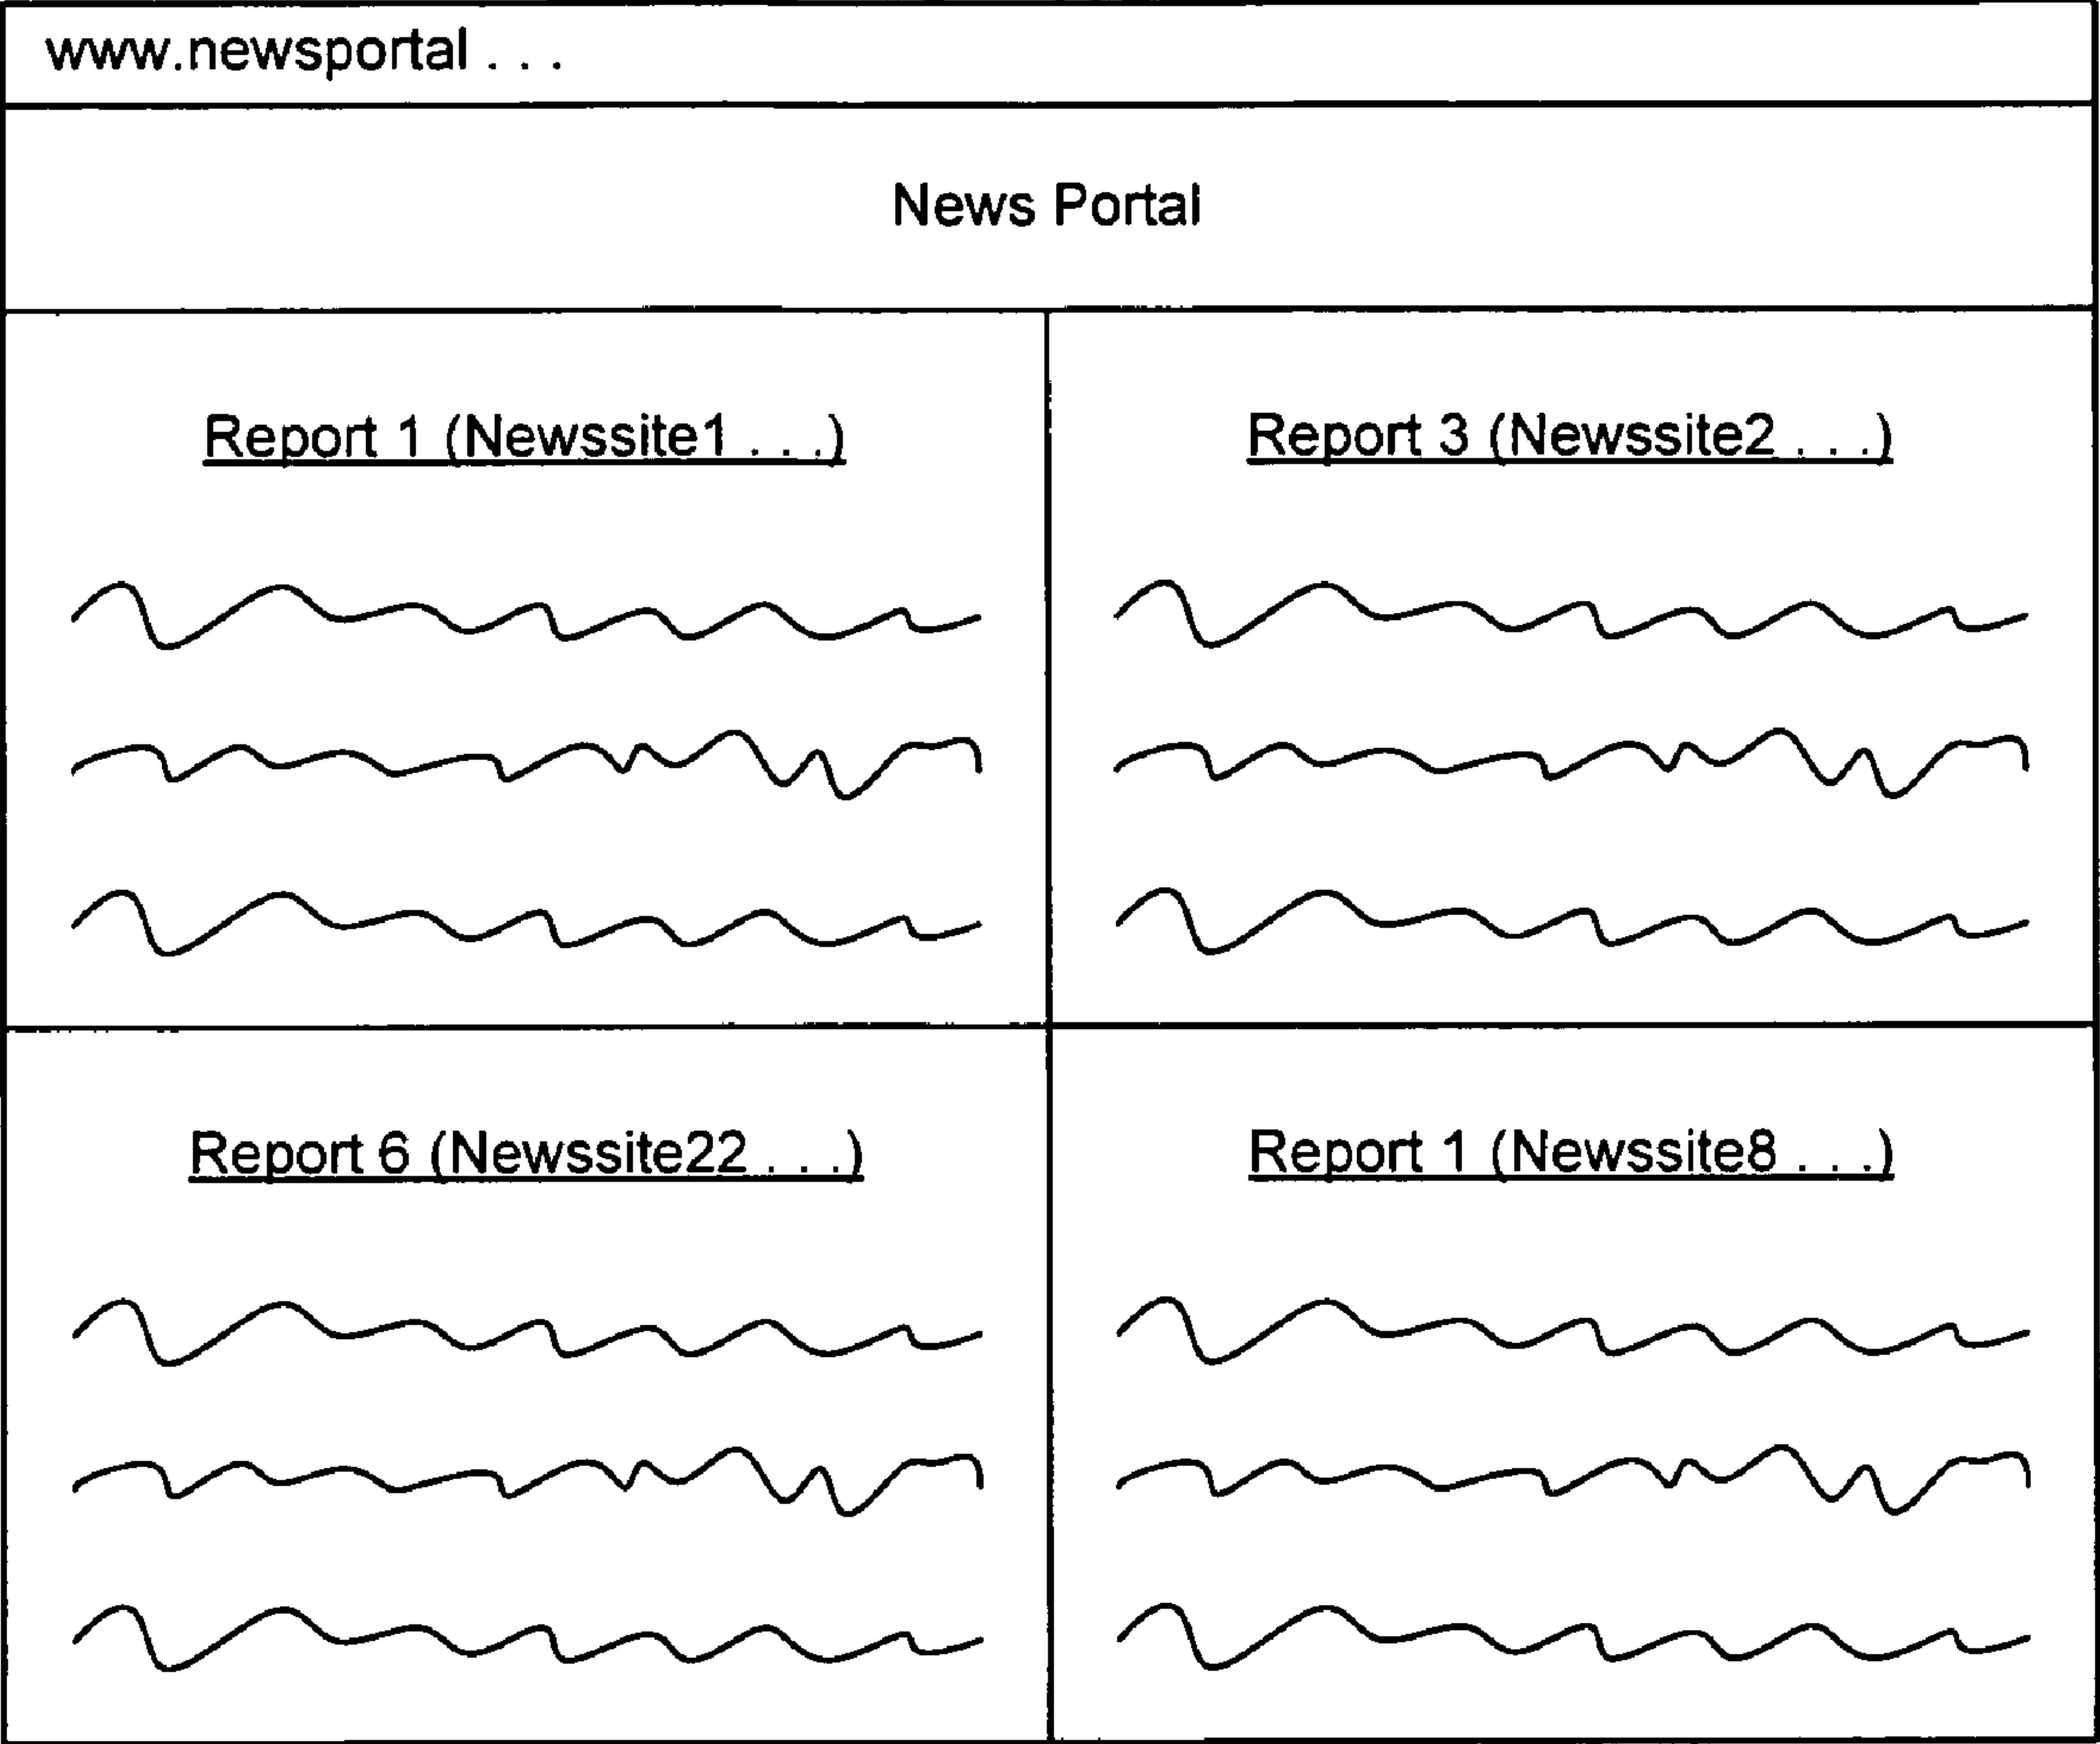 www.newsportal . . .
News Portal
Report 1 (Newssite1 . . .)
Report 3 (Newssite2 . . .)
Report 6 (Newssite22 . . .)
Report 1 (Newssite8 . . .)